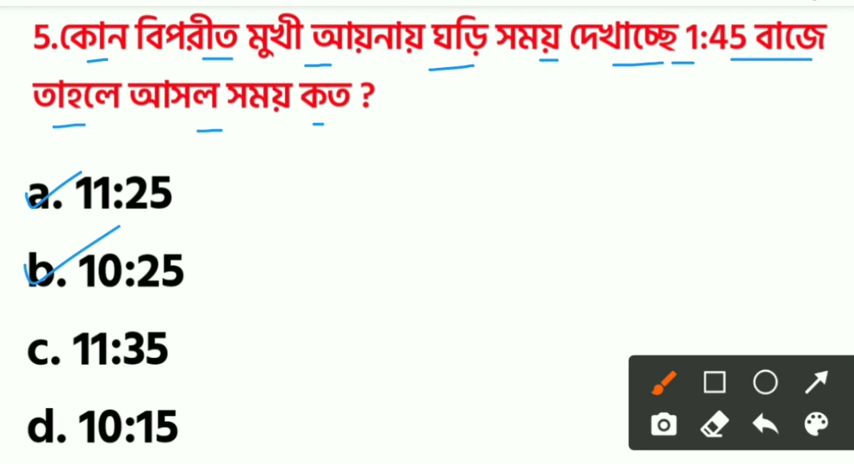 5.কোন বিপরীত মুখী আয়নায় ঘড়ি সময় দেখাচ্ছে 1:45 বাজে
তাহলে আসল সময় কত ?
a. 11:25
b. 10:25
c. 11:35
d. 10:15